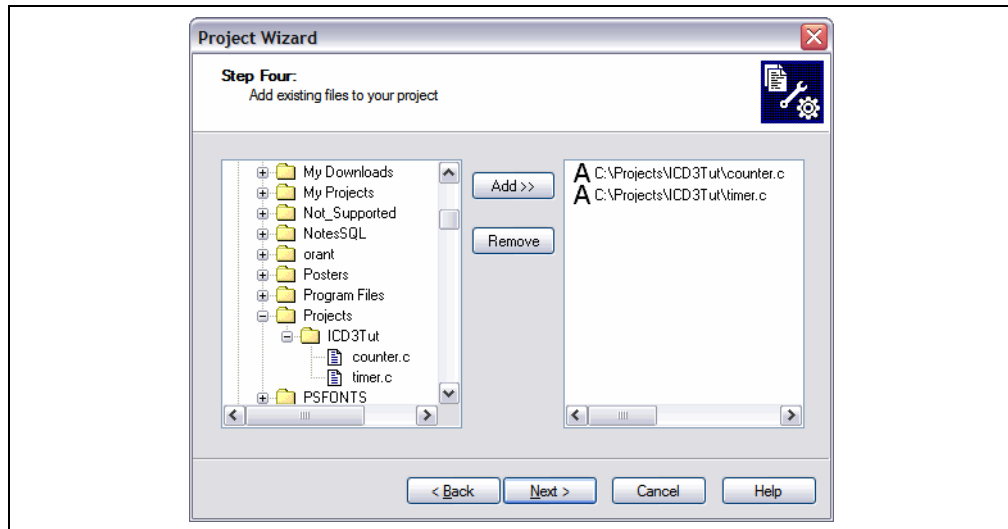 Project Wizard
Step Four:
Add existing files to your project
My Downloads
My Projects
Not_Supported
NotesSQL
orant
Posters
Program Files
Projects
ICD3Tut
counter.c
timer.c
PSFONTS
Add >>
Remove
A C:\Projects\ICD3Tut\counter.c
A C:\Projects\ICD3Tut\timer.c
< Back
Next >
Cancel
Help